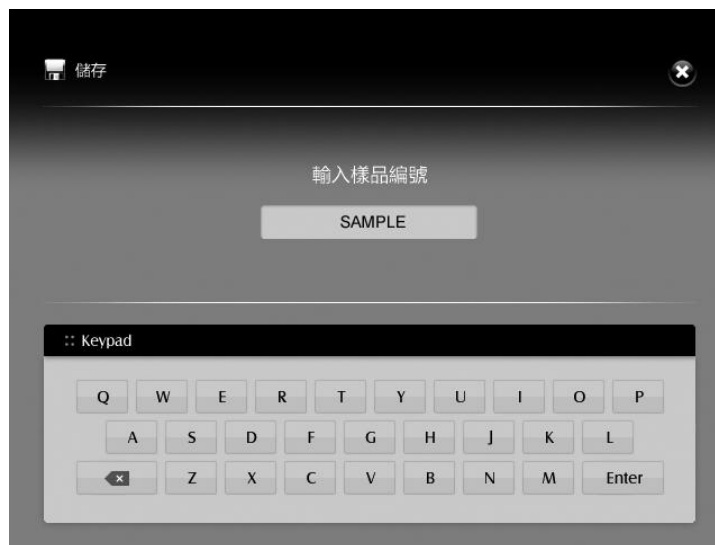 儲存
輸入樣品編號
SAMPLE
:: Keypad
Q W E R T Y U I O P
A S D F G H J K L
Z X C V B N M Enter